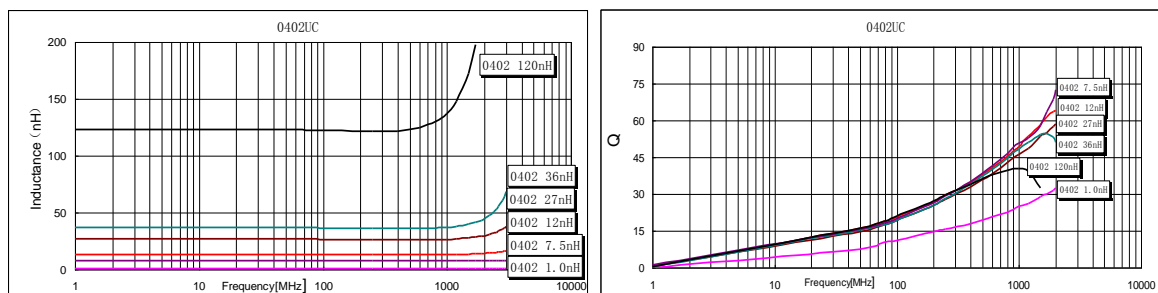 0402UC
200
150
100
50
0
Inductance (nH)
0402 120nH
0402 36nH
0402 27nH
0402 12nH
0402 7.5nH
0402 1.0nH
1
10
100
1000
10000
Frequency[MHz]
0402UC
90
75
60
45
30
15
0
Q
0402 7.5nH
0402 12nH
0402 27nH
0402 36nH
0402 120nH
0402 1.0nH
1
10
100
1000
10000
Frequency[MHz]